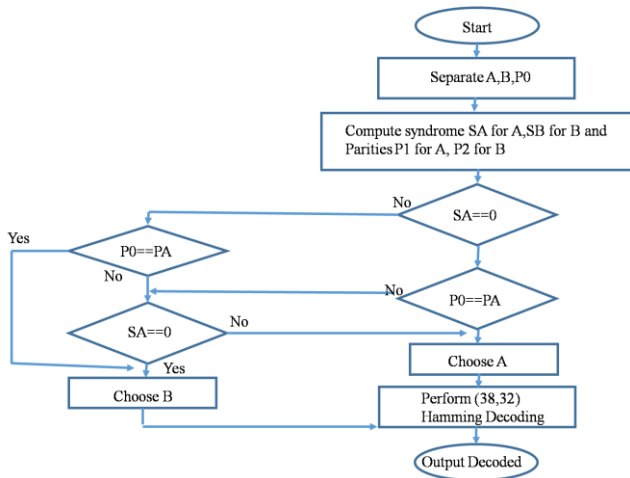 Start
Separate A,B,P0
Compute syndrome SA for A,SB for B and
Parities P1 for A, P2 for B
No
SA==0
Yes
P0==PA
No
No
P0==PA
SA==0
No
Yes
Choose A
Choose B
Perform (38,32)
Hamming Decoding
Output Decoded